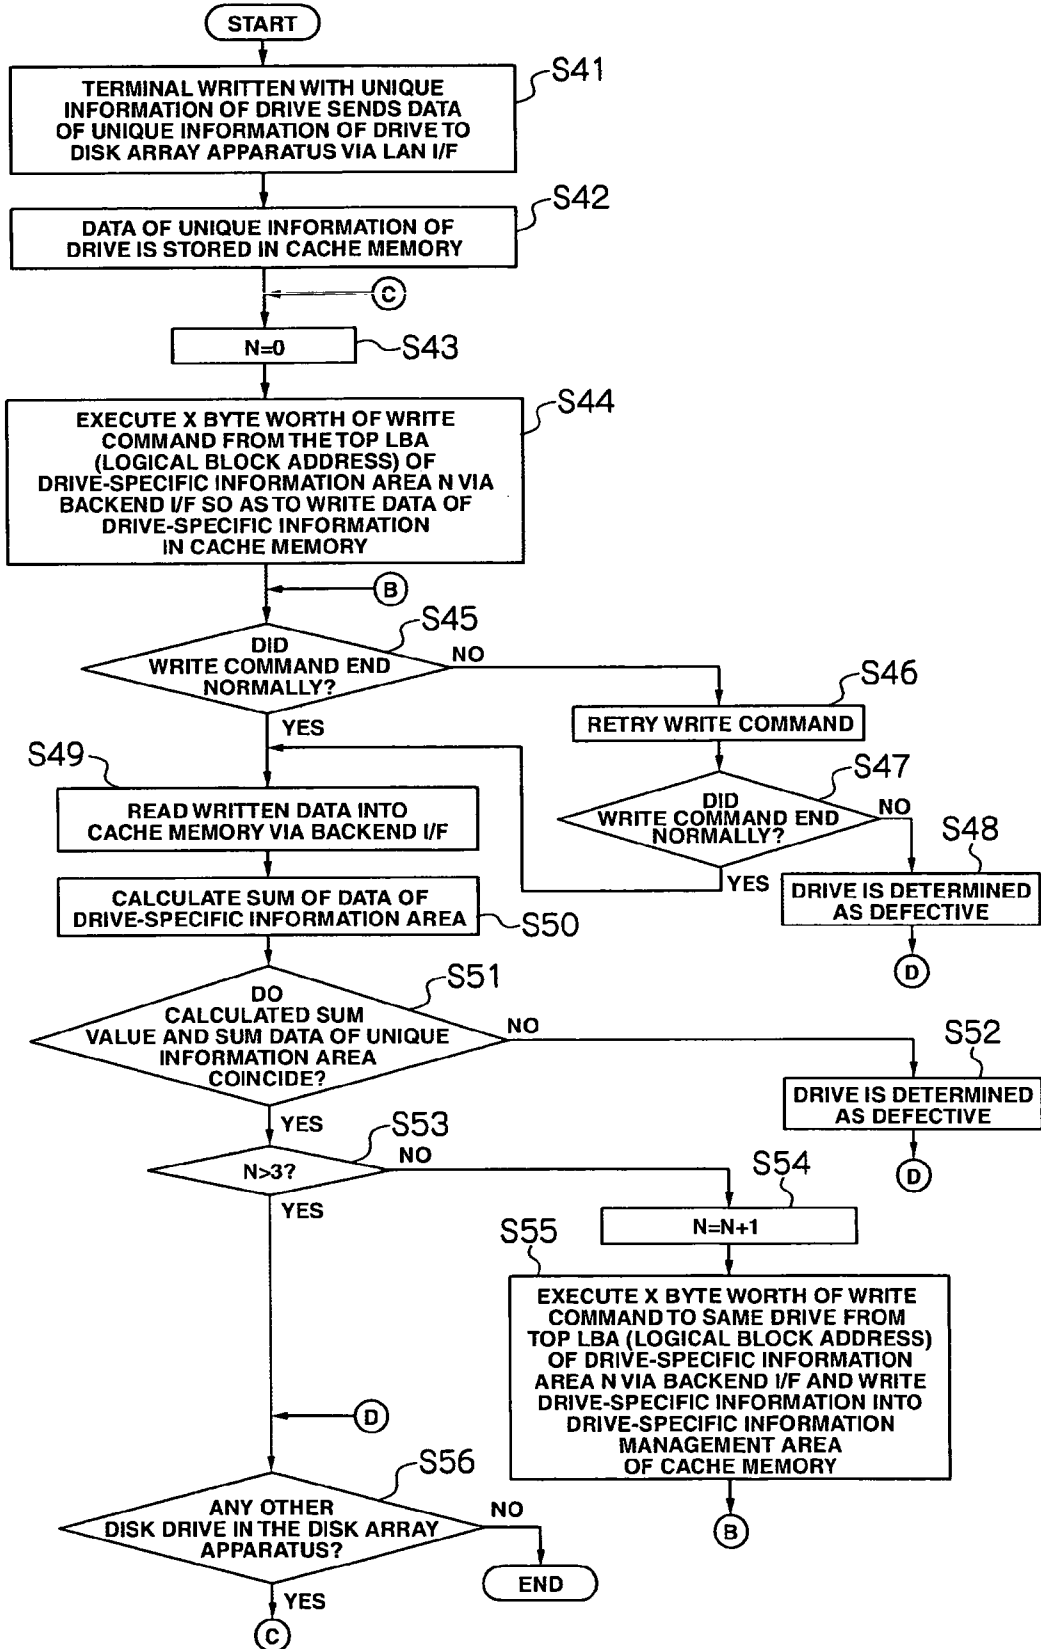 START
S41
TERMINAL WRITTEN WITH UNIQUE
INFORMATION OF DRIVE SENDS DATA
OF UNIQUE INFORMATION OF DRIVE TO
DISK ARRAY APPARATUS VIA LAN I/F
S42
DATA OF UNIQUE INFORMATION OF
DRIVE IS STORED IN CACHE MEMORY
C
N=0
S43
S44
EXECUTE X BYTE WORTH OF WRITE
COMMAND FROM THE TOP LBA
(LOGICAL BLOCK ADDRESS) OF
DRIVE-SPECIFIC INFORMATION AREA N VIA
BACKEND I/F SO AS TO WRITE DATA OF
DRIVE-SPECIFIC INFORMATION
IN CACHE MEMORY
B
S45
DID
WRITE COMMAND END
NORMALLY?
NO
YES
S46
RETRY WRITE COMMAND
S47
DID
WRITE COMMAND END
NORMALLY?
NO
YES
S48
DRIVE IS DETERMINED
AS DEFECTIVE
D
S49
READ WRITTEN DATA INTO
CACHE MEMORY VIA BACKEND I/F
CALCULATE SUM OF DATA OF
DRIVE-SPECIFIC INFORMATION AREA
S50
S51
DO
CALCULATED SUM
VALUE AND SUM DATA OF UNIQUE
INFORMATION AREA
COINCIDE?
NO
YES
S52
DRIVE IS DETERMINED
AS DEFECTIVE
D
S53
N>3?
NO
YES
S54
N=N+1
S55
EXECUTE X BYTE WORTH OF WRITE
COMMAND TO SAME DRIVE FROM
TOP LBA (LOGICAL BLOCK ADDRESS)
OF DRIVE-SPECIFIC INFORMATION
AREA N VIA BACKEND I/F AND WRITE
DRIVE-SPECIFIC INFORMATION INTO
DRIVE-SPECIFIC INFORMATION
MANAGEMENT AREA
OF CACHE MEMORY
B
D
S56
ANY OTHER
DISK DRIVE IN THE DISK ARRAY
APPARATUS?
NO
END
YES
C